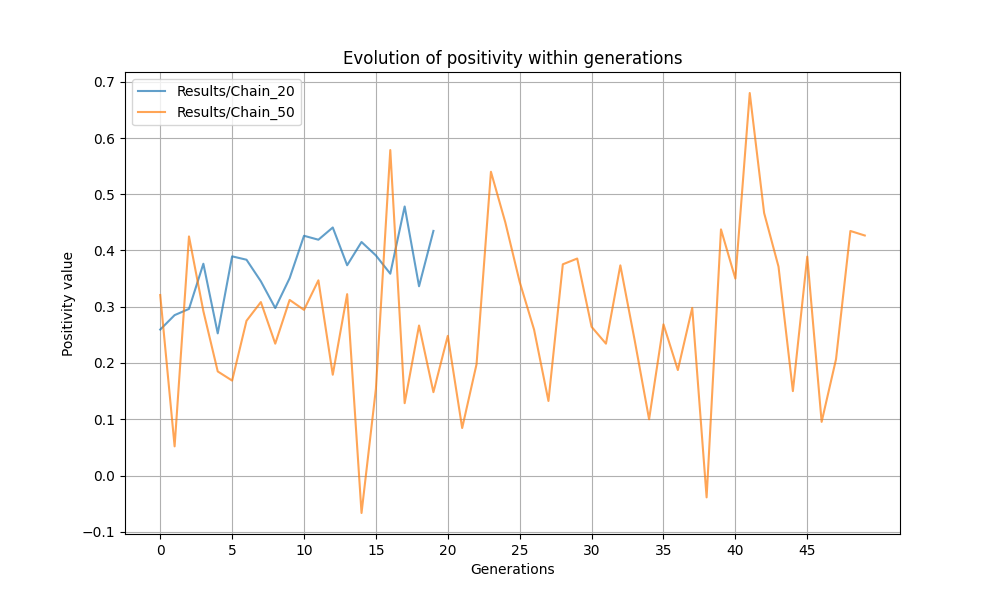 Evolution of positivity within generations
Results/Chain_20
Results/Chain_50
Positivity value
0.7
0.6
0.5
0.4
0.3
0.2
0.1
0.0
−0.1
0 5 10 15 20 25 30 35 40 45
Generations